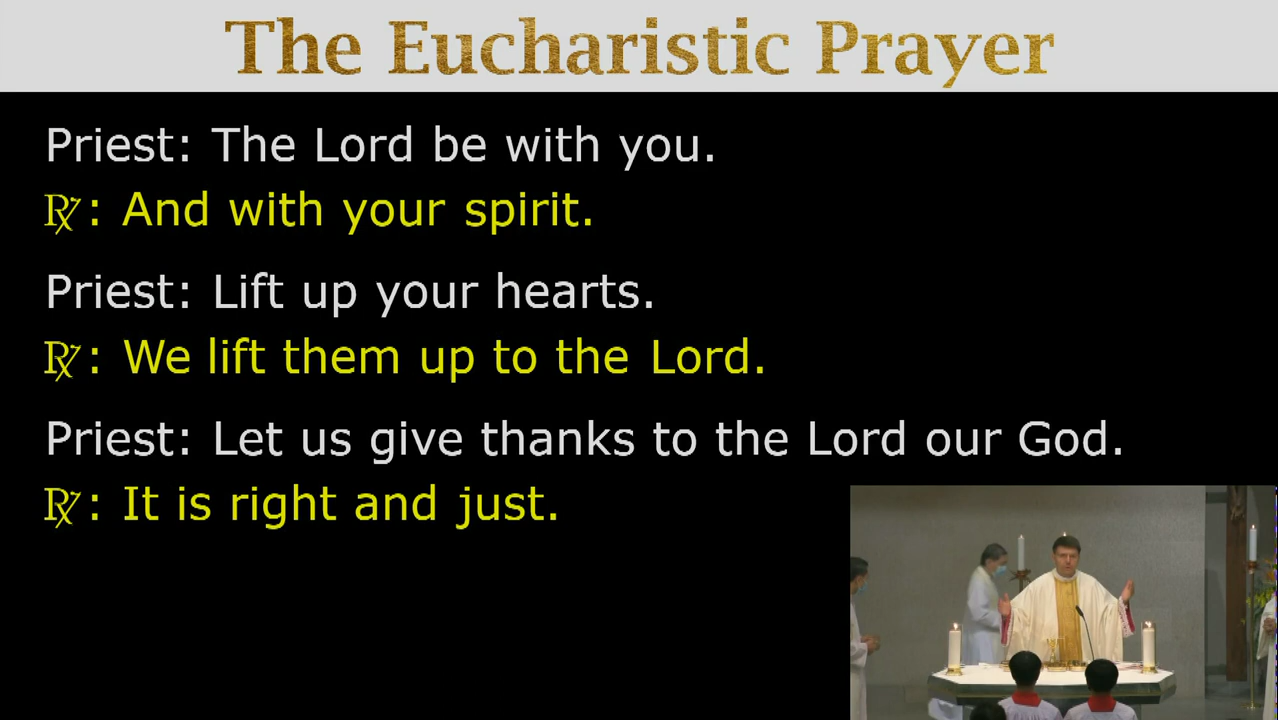 The Eucharistic Prayer
Priest: The Lord be with you.
℟: And with your spirit.
Priest: Lift up your hearts.
℟: We lift them up to the Lord.
Priest: Let us give thanks to the Lord our God.
℟: It is right and just.